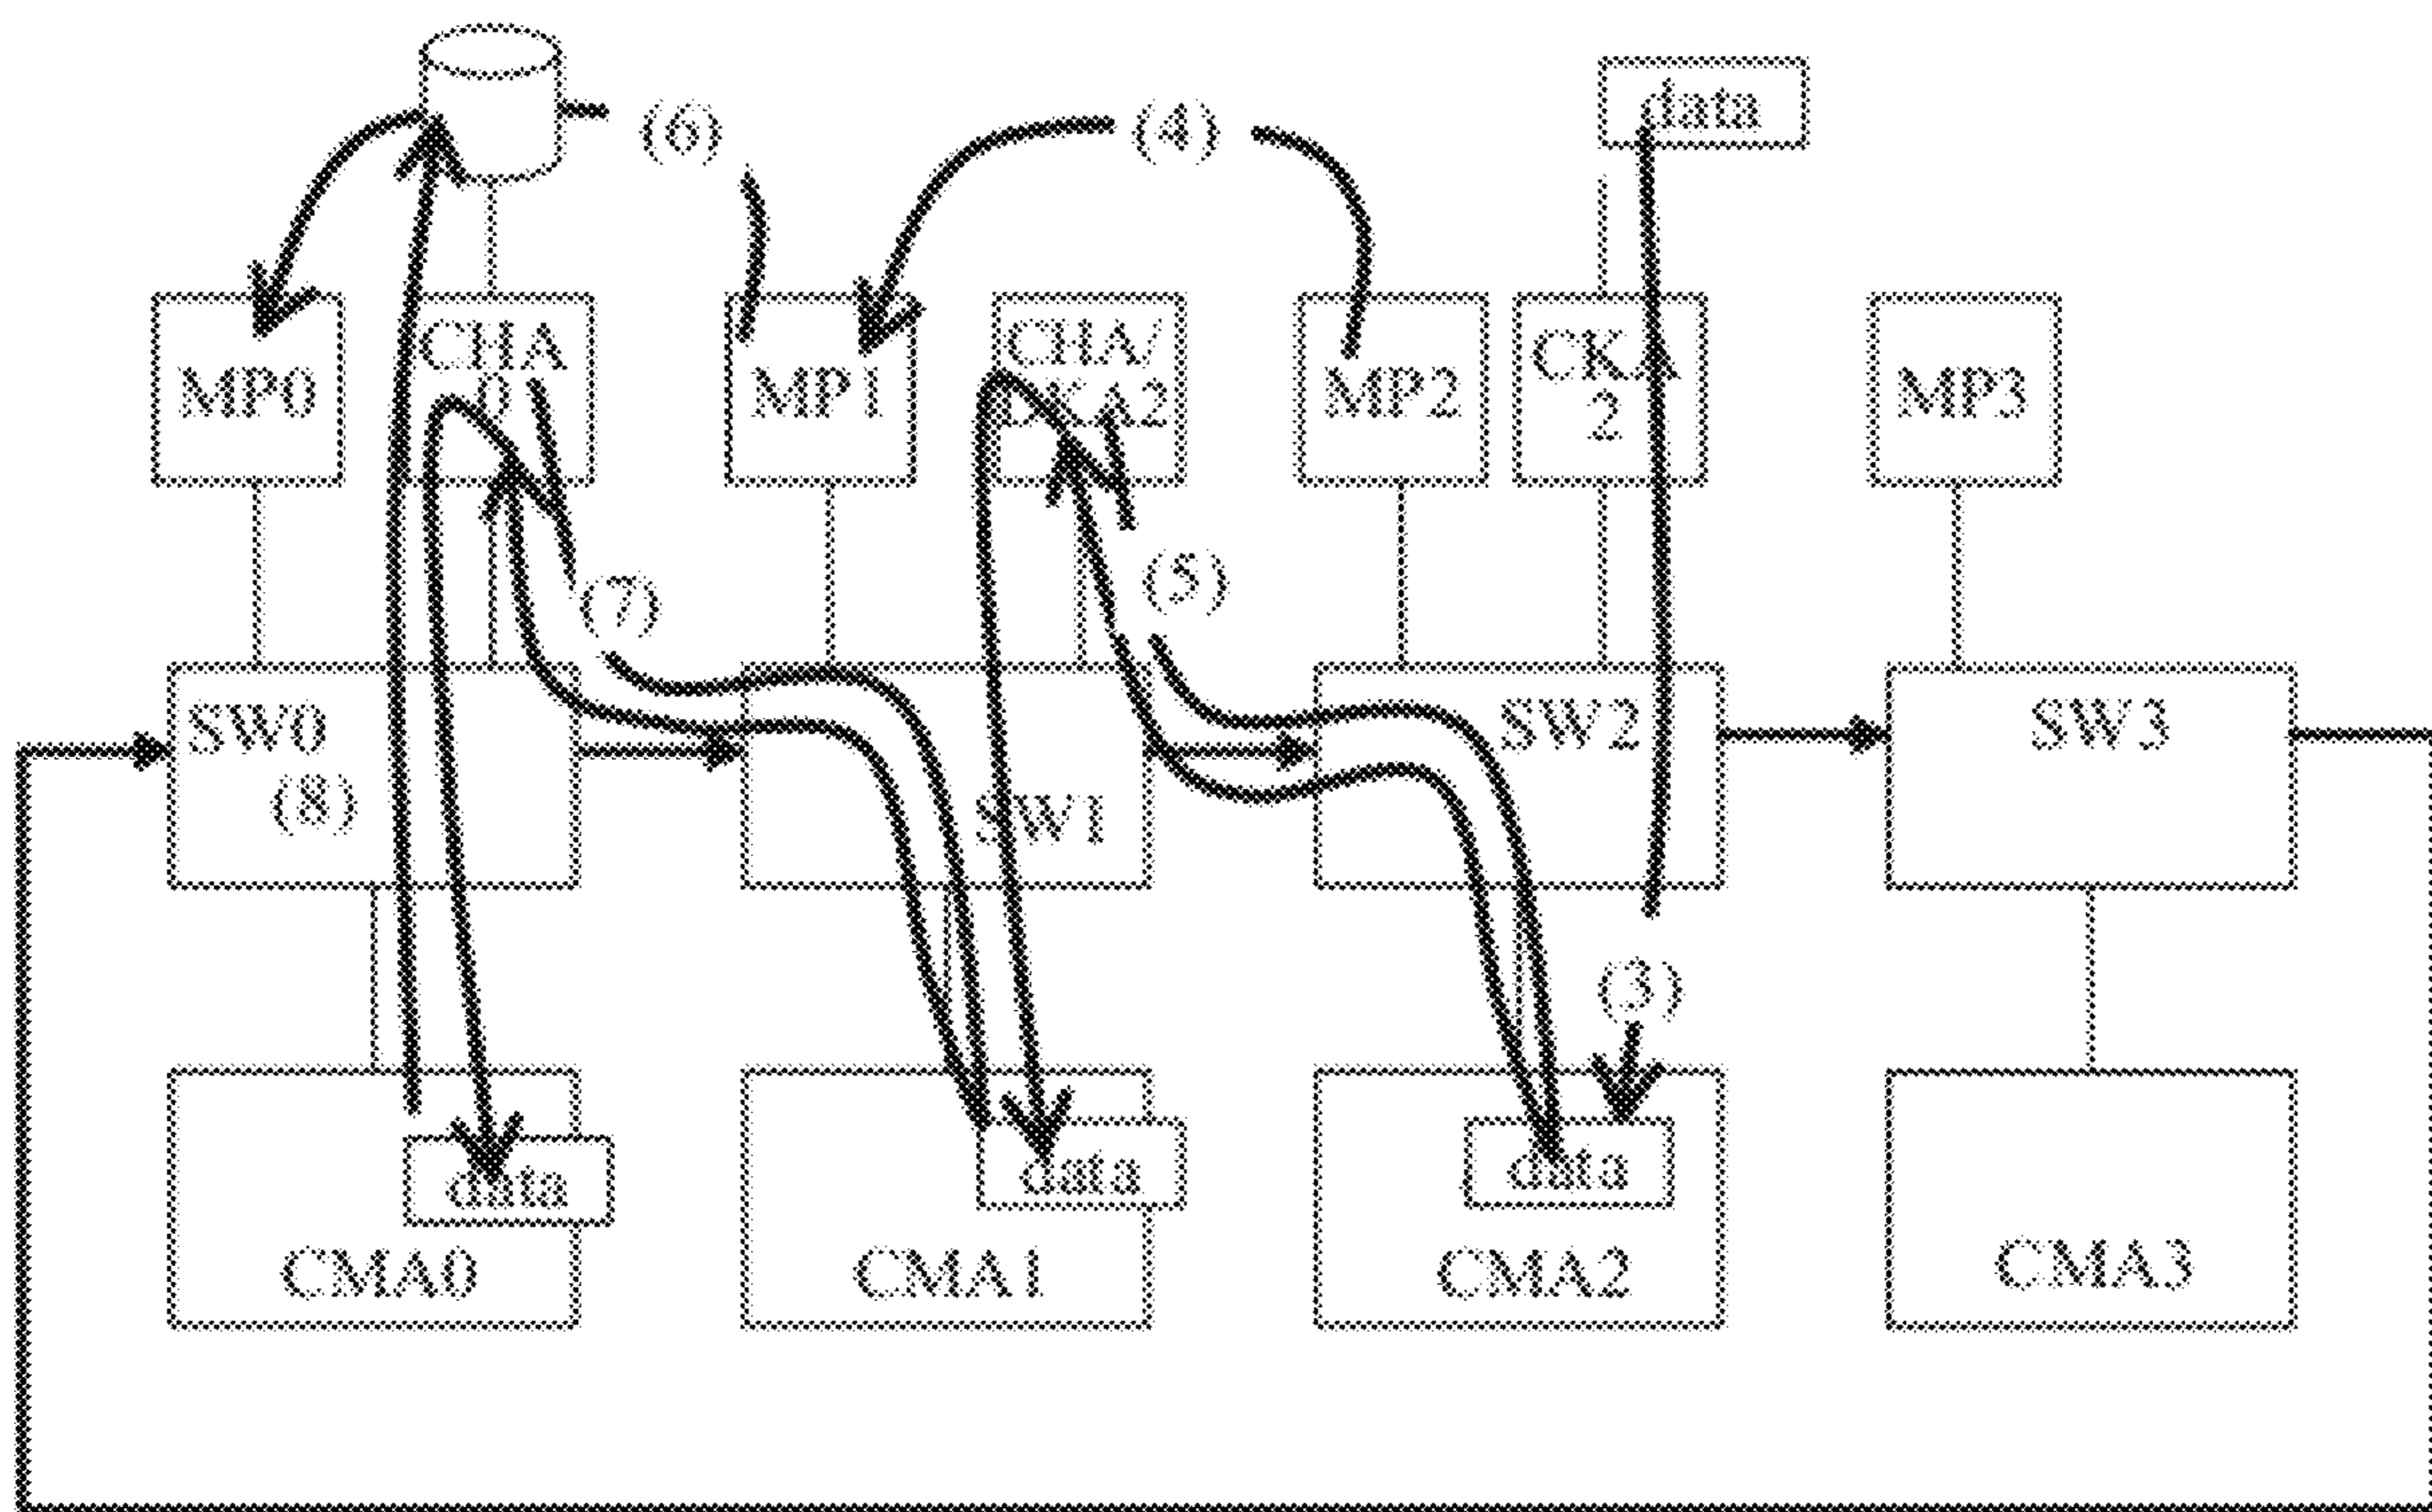 data
(6)
(4)
MP0
CHA
0
MP1
CHA/
DKA2
MP2
CKA
2
MP3
(7)
(5)
SW0
(8)
SW1
SW2
SW3
(3)
data
data
data
CMA0
CMA1
CMA2
CMA3